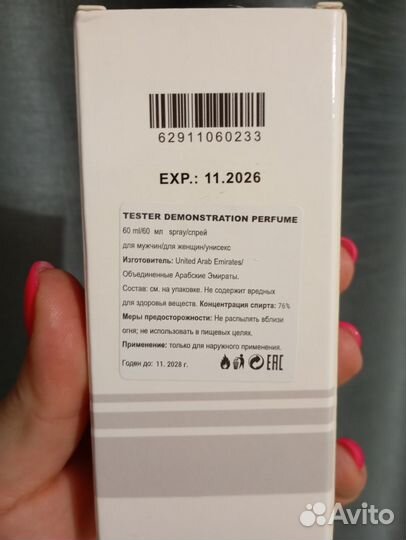 62911060233
EXP.: 11.2026
TESTER DEMONSTRATION PERFUME
60 ml/60 мл spray/спрей
для мужчин/для женщин/унисекс
Изготовитель: United Arab Emirates/
Объединенные Арабские Эмираты.
Состав: см. на упаковке. Не содержит вредных
для здоровья веществ. Концентрация спирта: 76%
Меры предосторожности: Не распылять вблизи
огня; не использовать в пищевых целях.
Применение: только для наружного применения.
Годен до: 11. 2028 г.
EAC
Avito